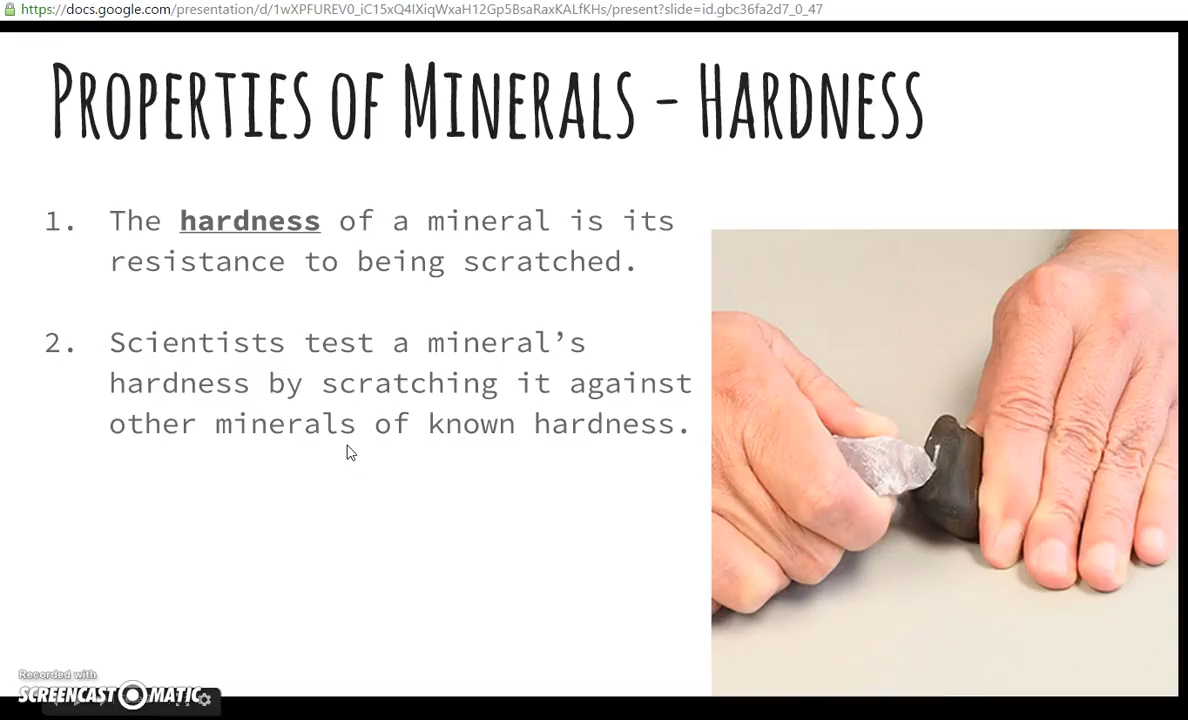 https://docs.google.com/presentation/d/1wXPFUREV0_iC15xQ4IXiqWxaH12Gp5BsaRaxKALfKHs/present?slide=id.gbc36fa2d7_0_47
Properties of Minerals - Hardness
1. The hardness of a mineral is its
resistance to being scratched.
2. Scientists test a mineral’s
hardness by scratching it against
other minerals of known hardness.
Recorded with
SCREENCAST MATIC